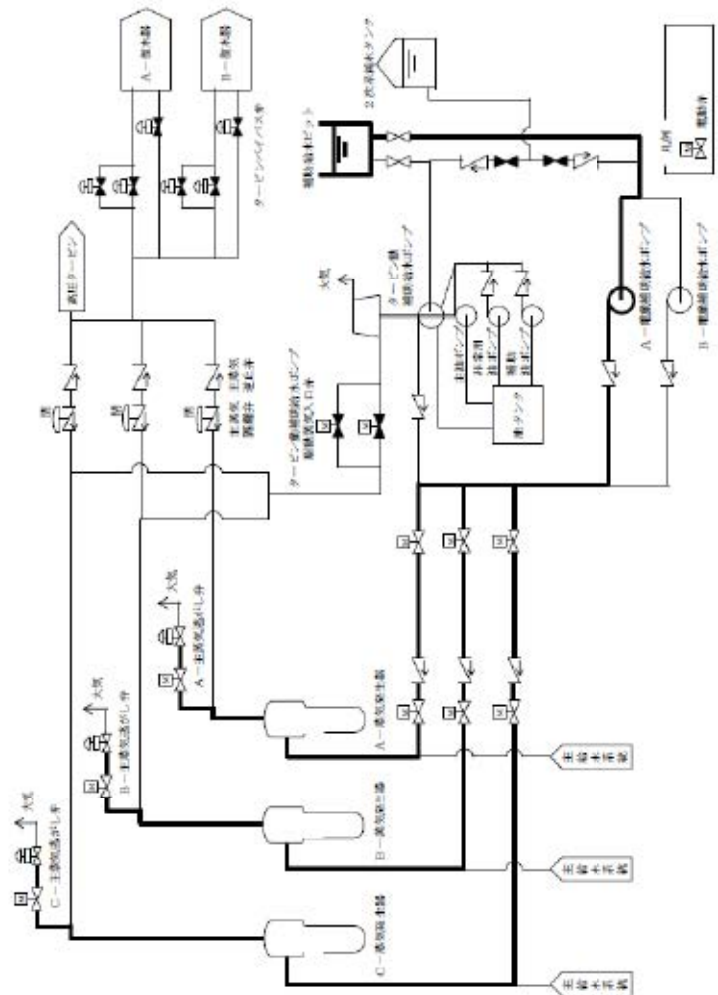 A－復水器
B－復水器
タービンバイパス弁
高圧タービン
2次系純水タンク
補助給水ピット
凡例
M
電動弁
大気
タービン動
補助給水ポンプ
主油ポンプ
非常用
油ポンプ
補助
油ポンプ
油タンク
A－電動補助給水ポンプ
B－電動補助給水ポンプ
閉
閉
閉
主蒸気
隔離弁
主蒸気
逆止弁
タービン動補助給水ポンプ
駆動蒸気入口弁
M
M
大気
M
A－主蒸気逃がし弁
大気
M
B－主蒸気逃がし弁
大気
M
C－主蒸気逃がし弁
M
M
M
M
M
M
A－蒸気発生器
B－蒸気発生器
C－蒸気発生器
主給水系統
主給水系統
主給水系統